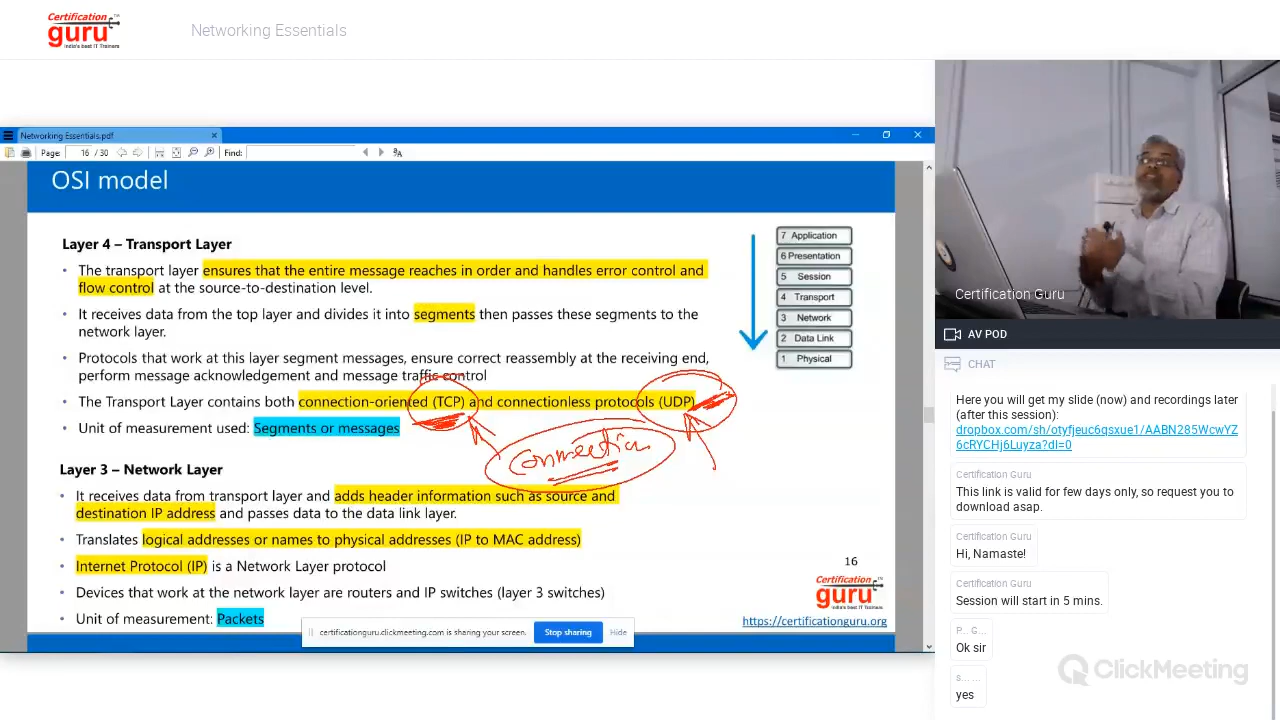 Certification
guru
India's best IT Trainers
Networking Essentials
Networking Essentials.pdf
Page: 16 / 30 Find:
OSI model
Layer 4 – Transport Layer
• The transport layer ensures that the entire message reaches in order and handles error control and
flow control at the source-to-destination level.
• It receives data from the top layer and divides it into segments then passes these segments to the
network layer.
• Protocols that work at this layer segment messages, ensure correct reassembly at the receiving end,
perform message acknowledgement and message traffic control
• The Transport Layer contains both connection-oriented (TCP) and connectionless protocols (UDP)
• Unit of measurement used: Segments or messages
Connection
Layer 3 – Network Layer
• It receives data from transport layer and adds header information such as source and
destination IP address and passes data to the data link layer.
• Translates logical addresses or names to physical addresses (IP to MAC address)
• Internet Protocol (IP) is a Network Layer protocol
• Devices that work at the network layer are routers and IP switches (layer 3 switches)
• Unit of measurement: Packets
7 Application
6 Presentation
5 Session
4 Transport
3 Network
2 Data Link
1 Physical
16
Certification
guru
https://certificationguru.org
certificationguru.clickmeeting.com is sharing your screen. Stop sharing Hide
Certification Guru
AV POD
CHAT
Here you will get my slide (now) and recordings later
(after this session):
dropbox.com/sh/otyfjeuc6qsxue1/AABN285WcwYZ
6cRYCHj6Luyza?dl=0
Certification Guru
This link is valid for few days only, so request you to
download asap.
Certification Guru
Hi, Namaste!
Certification Guru
Session will start in 5 mins.
P... G...
Ok sir
s... ...
yes
ClickMeeting